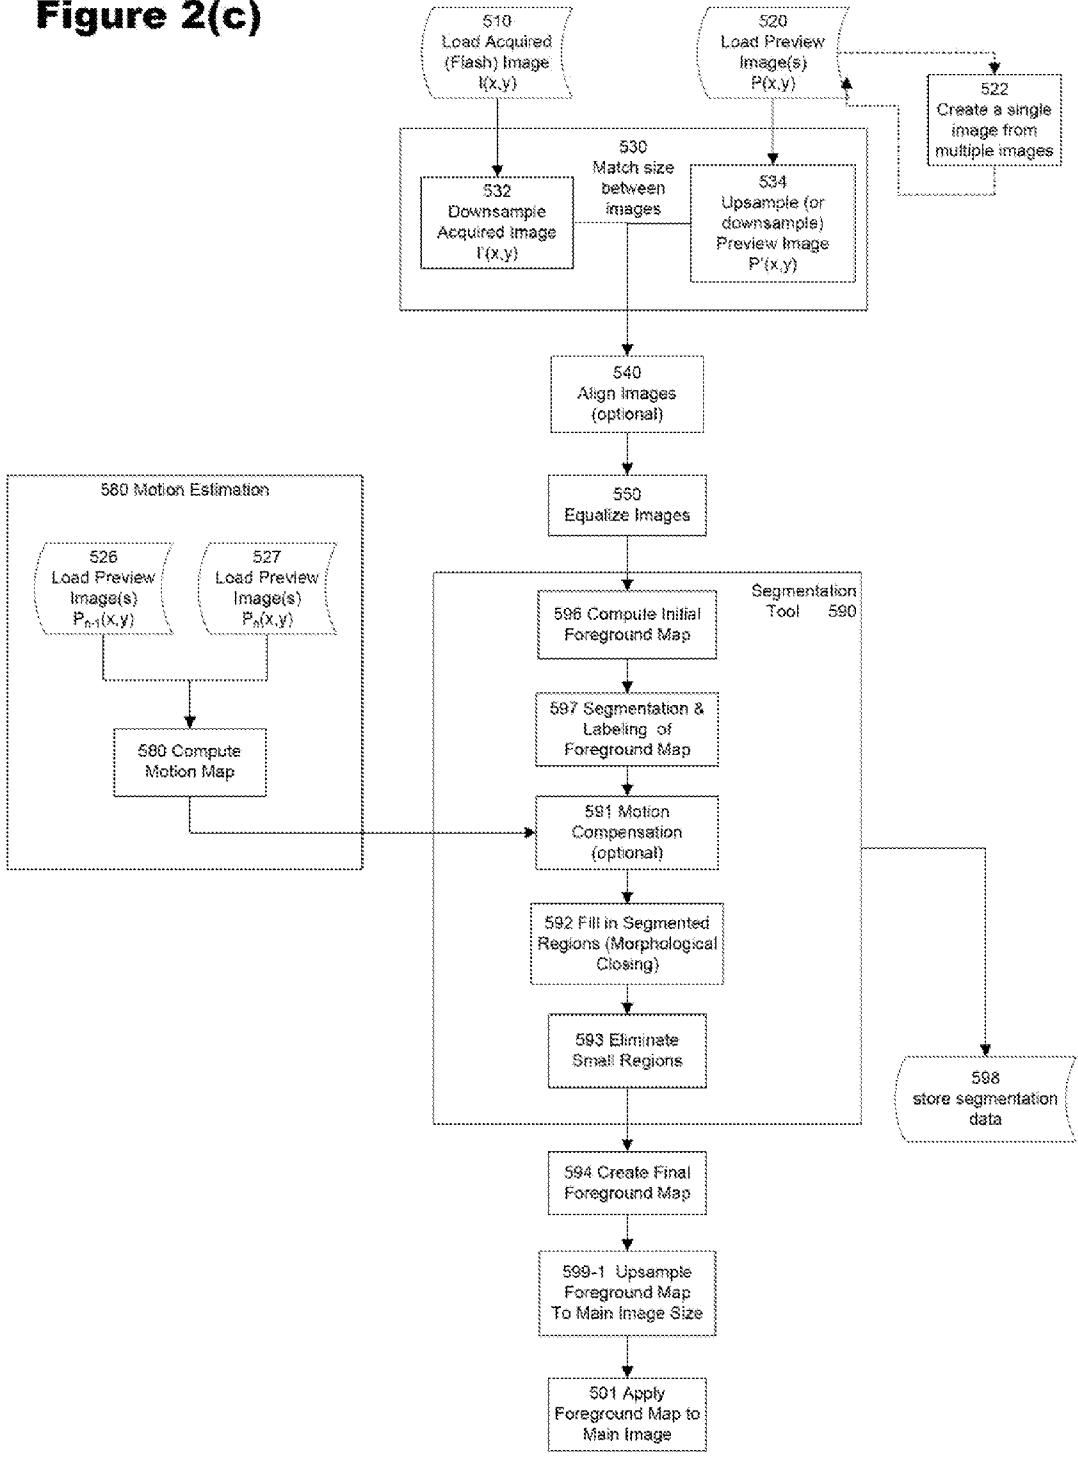 Figure 2(c)
510
Load Acquired
(Flash) Image
I(x,y)
520
Load Preview
Image(s)
P(x,y)
522
Create a single
image from
multiple images
530
Match size
between
images
532
Downsample
Acquired Image
I'(x,y)
534
Upsample (or
downsample)
Preview Image
P'(x,y)
540
Align Images
(optional)
550
Equalize Images
580 Motion Estimation
526
Load Preview
Image(s)
Pn-1(x,y)
527
Load Preview
Image(s)
Pn(x,y)
580 Compute
Motion Map
Segmentation
Tool 590
596 Compute Initial
Foreground Map
597 Segmentation &
Labeling of
Foreground Map
591 Motion
Compensation
(optional)
592 Fill in Segmented
Regions (Morphological
Closing)
593 Eliminate
Small Regions
598
store segmentation
data
594 Create Final
Foreground Map
599-1 Upsample
Foreground Map
To Main Image Size
501 Apply
Foreground Map to
Main Image